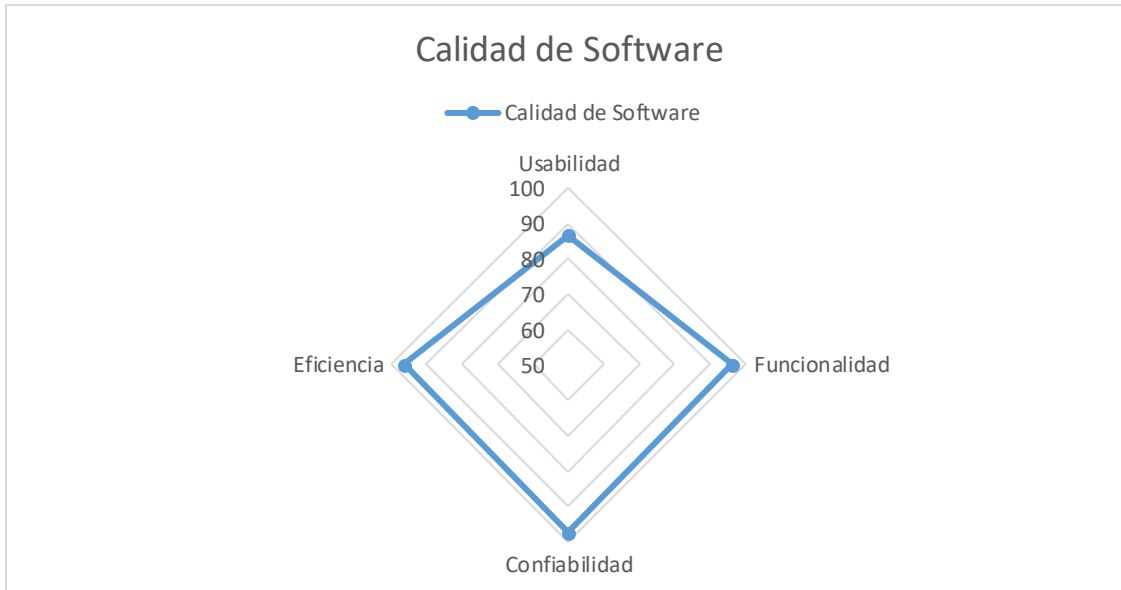 Calidad de Software
Calidad de Software
Usabilidad
100
90
80
70
60
50
Eficiencia
Funcionalidad
Confiabilidad